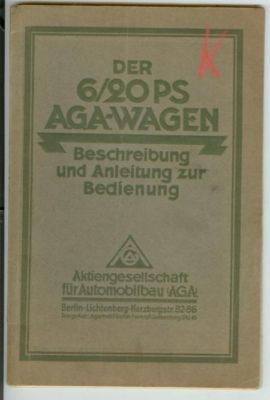 K
DER
6/20 PS
AGA-WAGEN
Beschreibung
und Anleitung zur
Bedienung
AGA
Aktiengesellschaft
für Automobilbau (AGA)
Berlin-Lichtenberg-Herzbergstr. 82-86